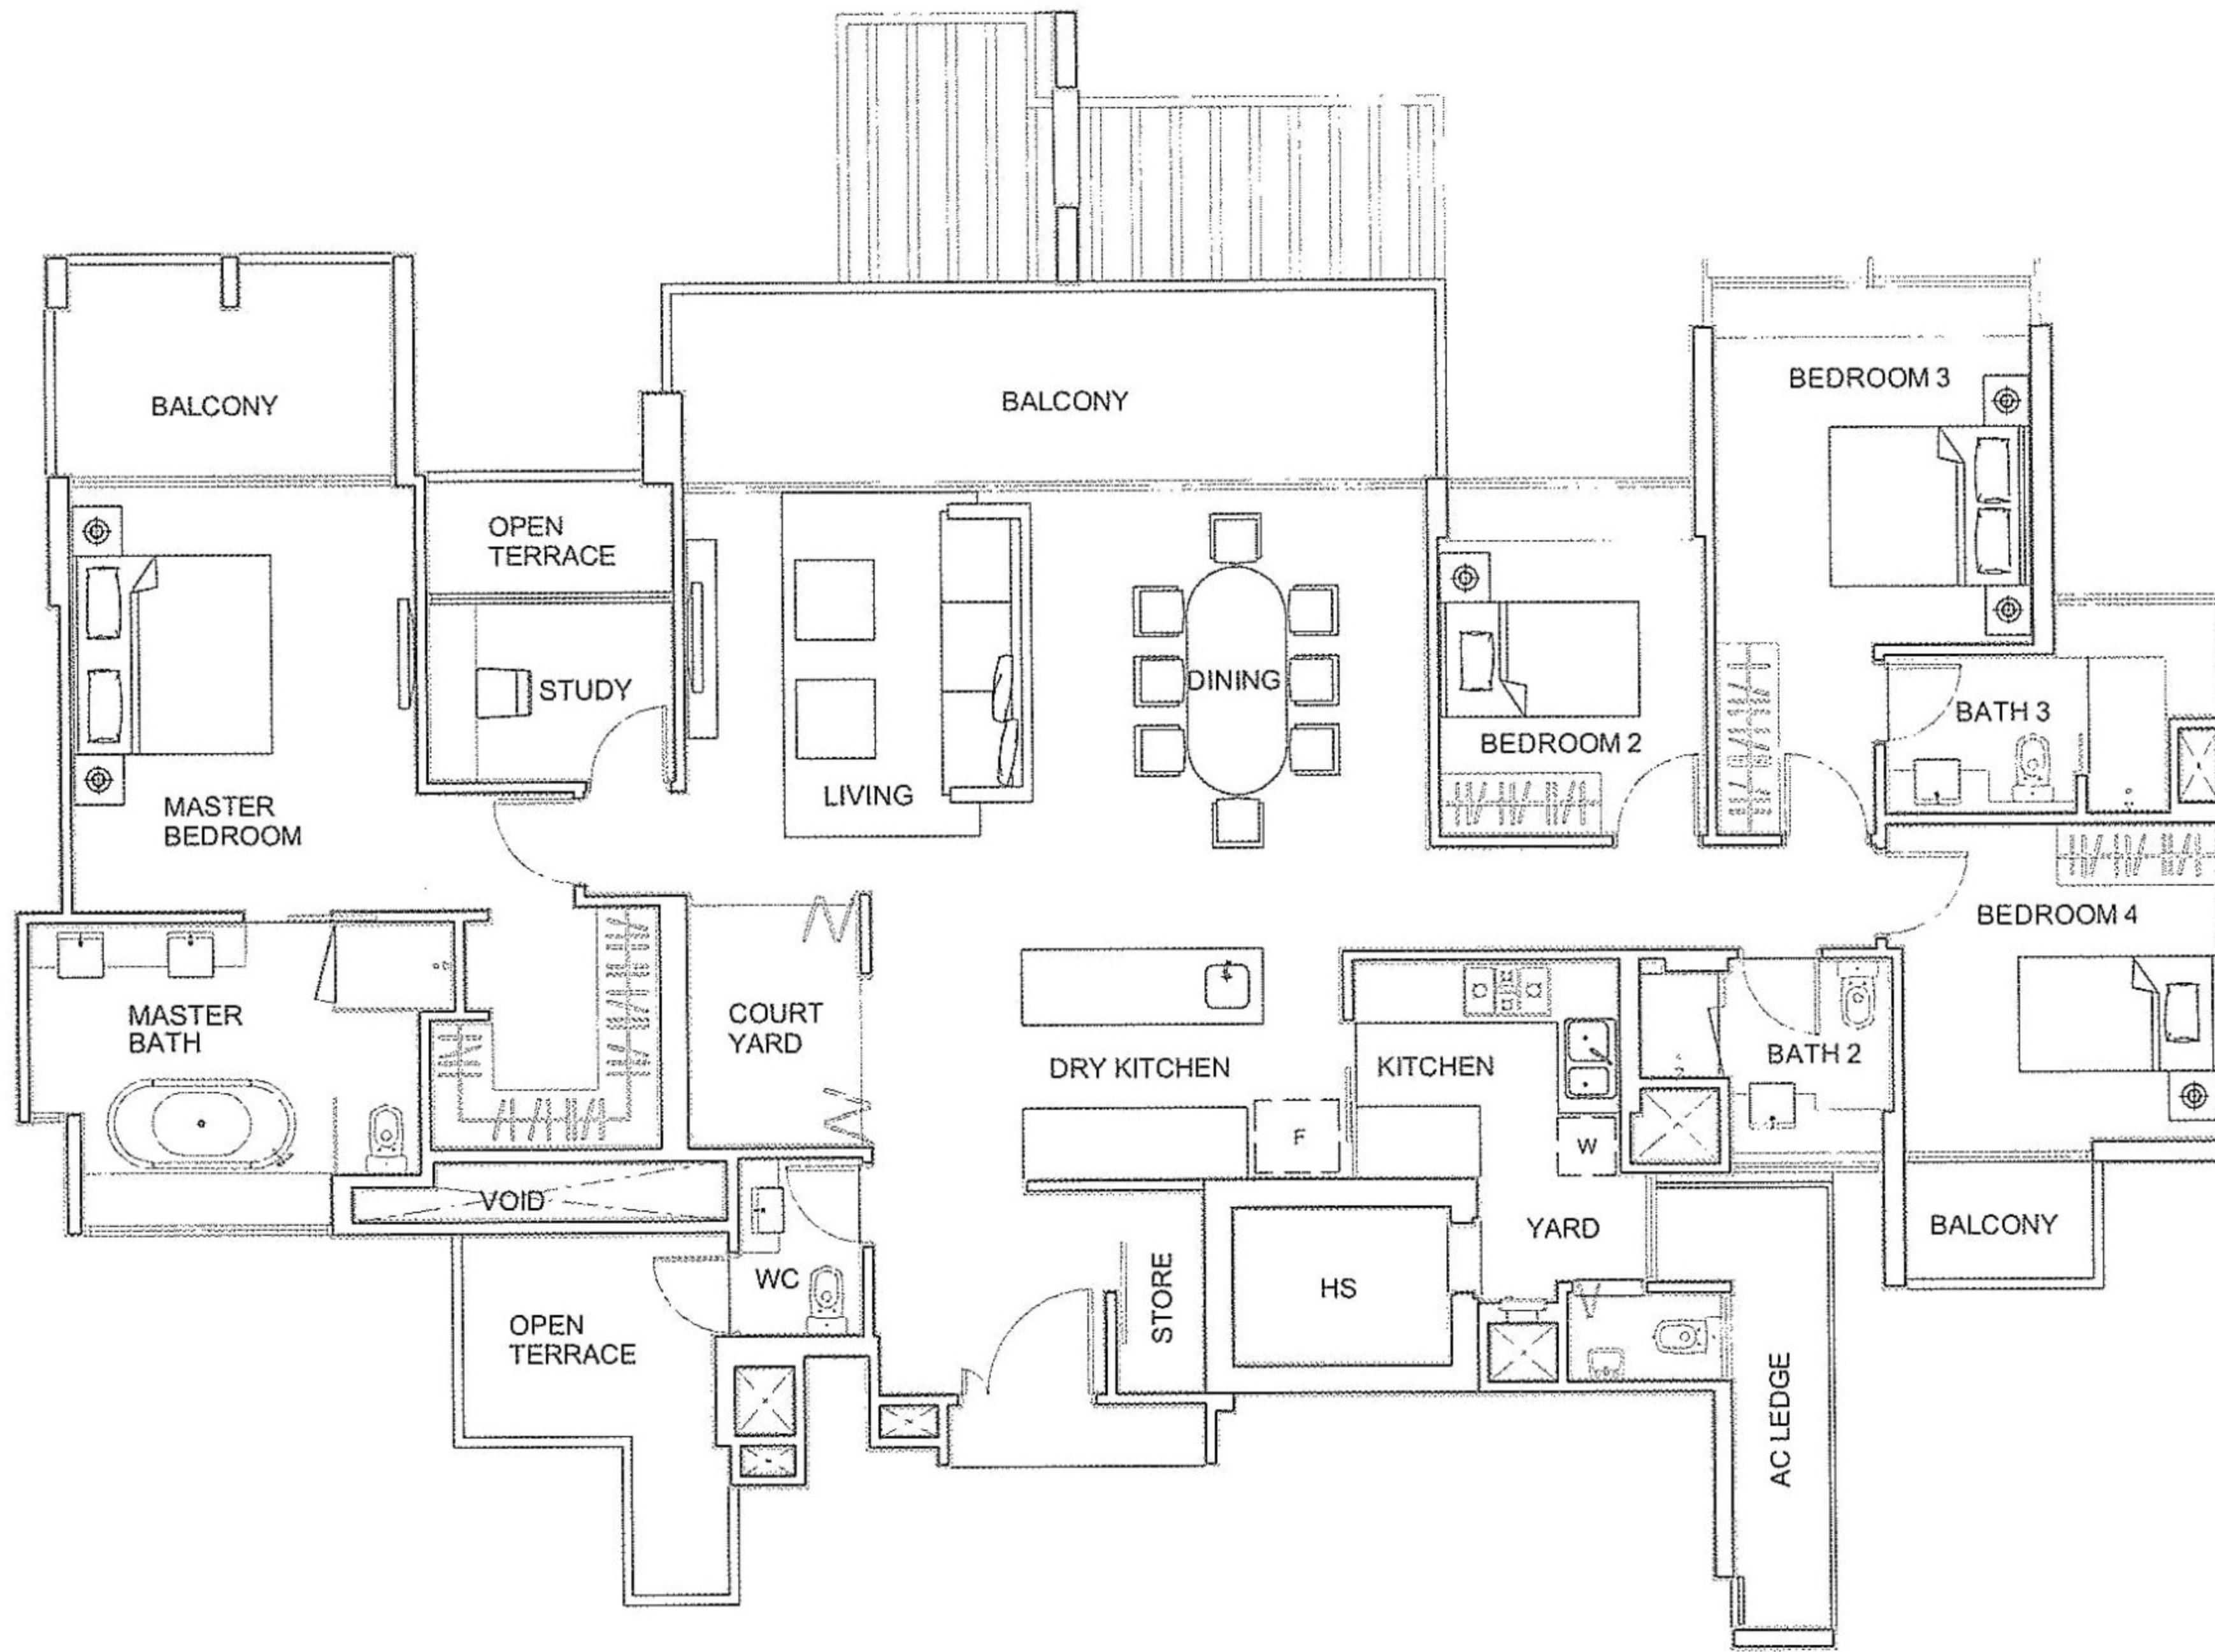 BALCONY
BALCONY
BEDROOM 3
OPEN
TERRACE
STUDY
DINING
BATH 3
BEDROOM 2
LIVING
MASTER
BEDROOM
BEDROOM 4
MASTER
BATH
COURT
YARD
DRY KITCHEN
KITCHEN
BATH 2
F
W
VOID
YARD
BALCONY
WC
STORE
HS
OPEN
TERRACE
AC LEDGE